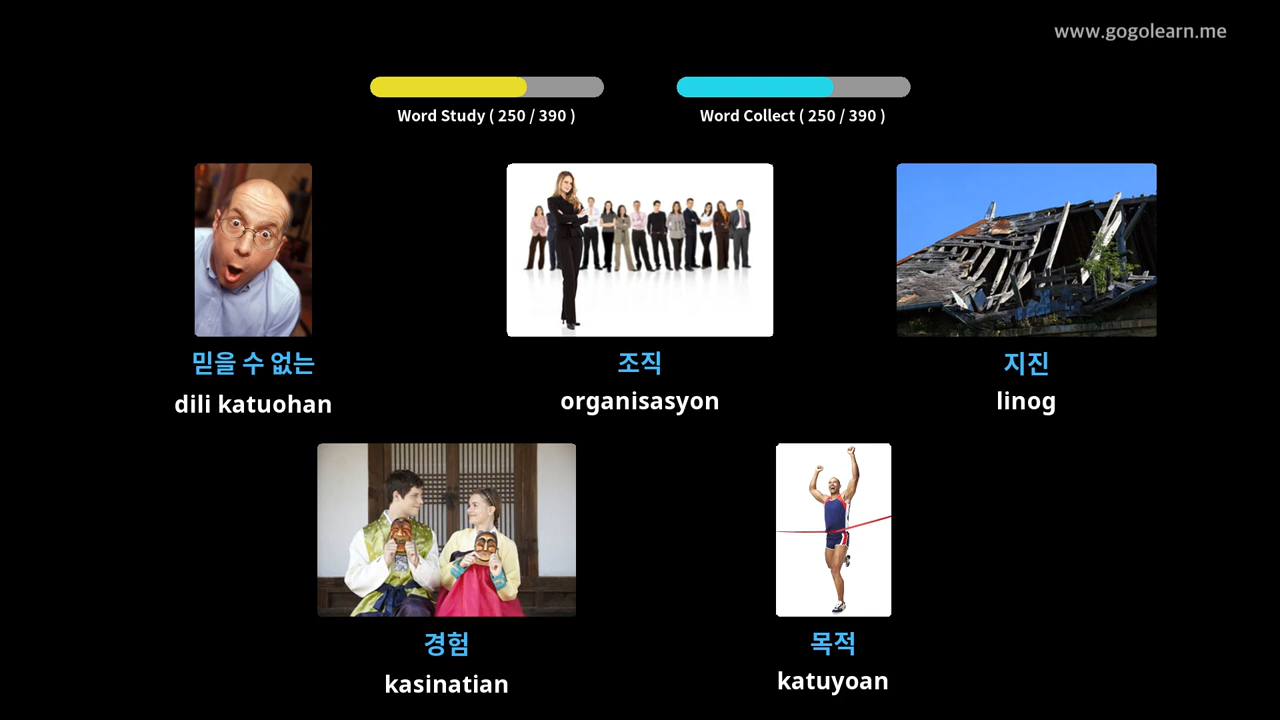 www.gogolearn.me
Word Study ( 250 / 390 )
Word Collect ( 250 / 390 )
믿을 수 없는
dili katuohan
조직
organisasyon
지진
linog
경험
kasinatian
목적
katuyoan